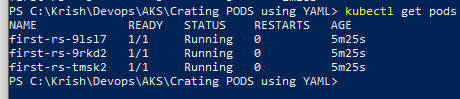 PS C:\Krish\Devops\AKS\Crating PODS using YAML> kubectl get pods
NAME READY STATUS RESTARTS AGE
first-rs-9lsl7 1/1 Running 0 5m25s
first-rs-9rkd2 1/1 Running 0 5m25s
first-rs-tmsk2 1/1 Running 0 5m25s
PS C:\Krish\Devops\AKS\Crating PODS using YAML>